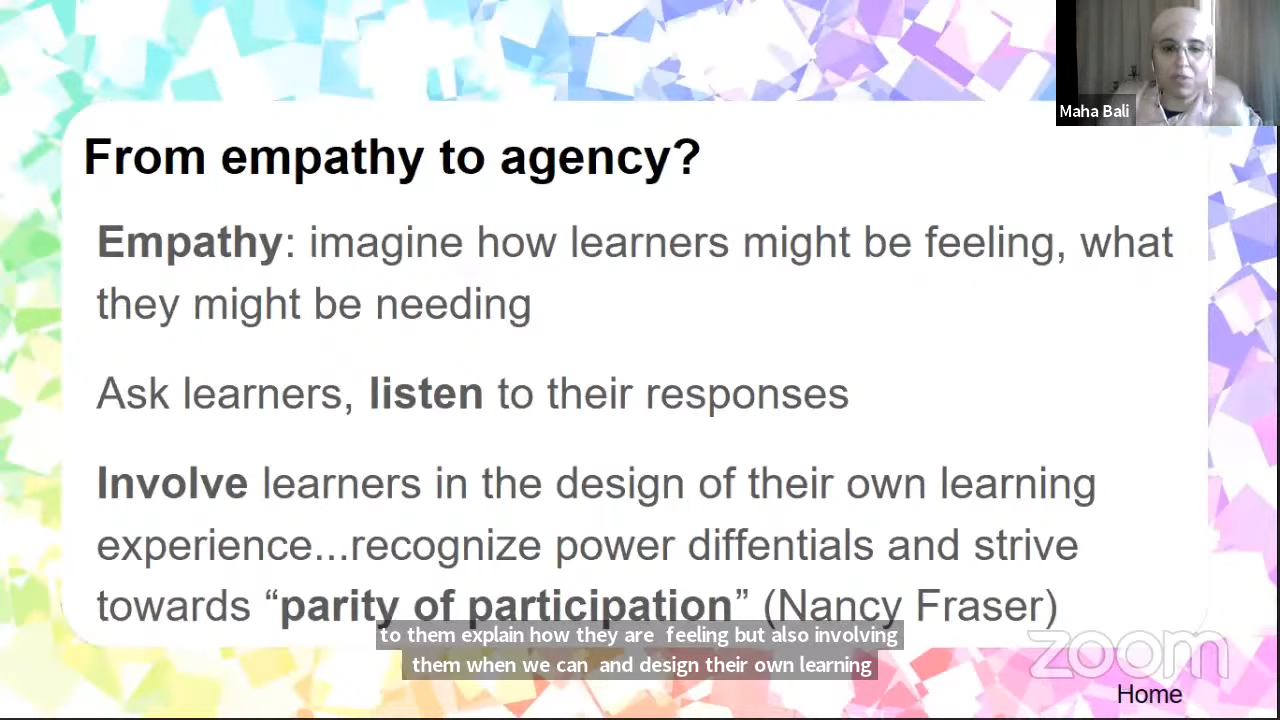 Maha Bali
From empathy to agency?
Empathy: imagine how learners might be feeling, what
they might be needing
Ask learners, listen to their responses
Involve learners in the design of their own learning
experience...recognize power diffentials and strive
towards “parity of participation” (Nancy Fraser)
to them explain how they are feeling but also involving
them when we can and design their own learning
zoom
Home